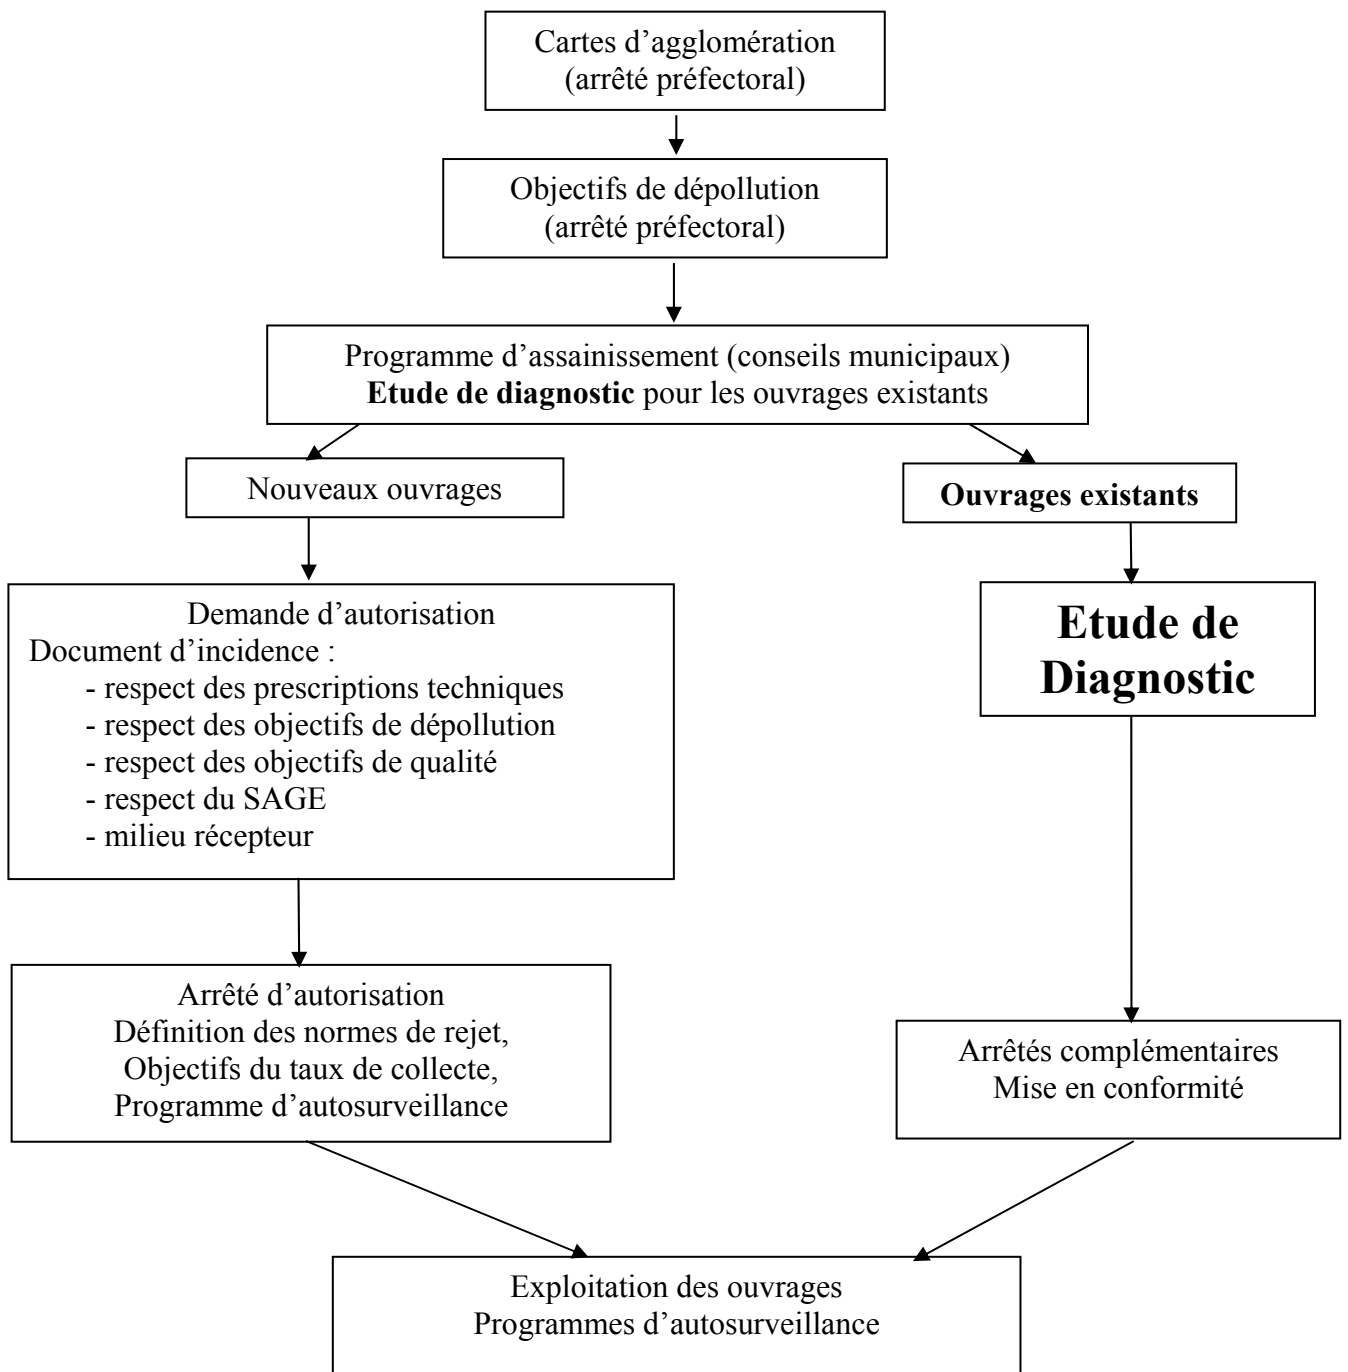 Cartes d’agglomération
(arrêté préfectoral)
Objectifs de dépollution
(arrêté préfectoral)
Programme d’assainissement (conseils municipaux)
Etude de diagnostic pour les ouvrages existants
Nouveaux ouvrages
Ouvrages existants
Demande d’autorisation
Document d’incidence :
- respect des prescriptions techniques
- respect des objectifs de dépollution
- respect des objectifs de qualité
- respect du SAGE
- milieu récepteur
Etude de
Diagnostic
Arrêté d’autorisation
Définition des normes de rejet,
Objectifs du taux de collecte,
Programme d’autosurveillance
Arrêtés complémentaires
Mise en conformité
Exploitation des ouvrages
Programmes d’autosurveillance